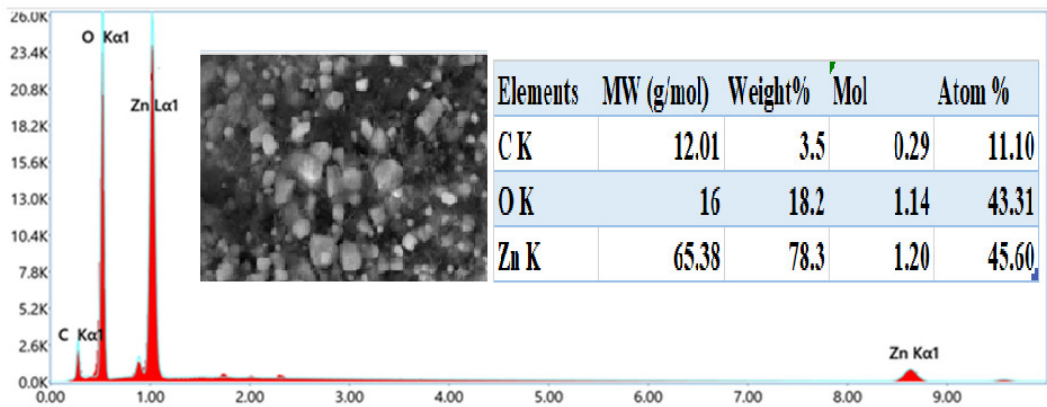 26.0K
23.4K
20.8K
18.2K
15.6K
13.0K
10.4K
7.8K
5.2K
2.6K
0.0K
O Kα1
Zn Lα1
C Kα1
Zn Kα1
Elements MW (g/mol) Weight% Mol Atom %
C K 12.01 3.5 0.29 11.10
O K 16 18.2 1.14 43.31
Zn K 65.38 78.3 1.20 45.60
0.00 1.00 2.00 3.00 4.00 5.00 6.00 7.00 8.00 9.00